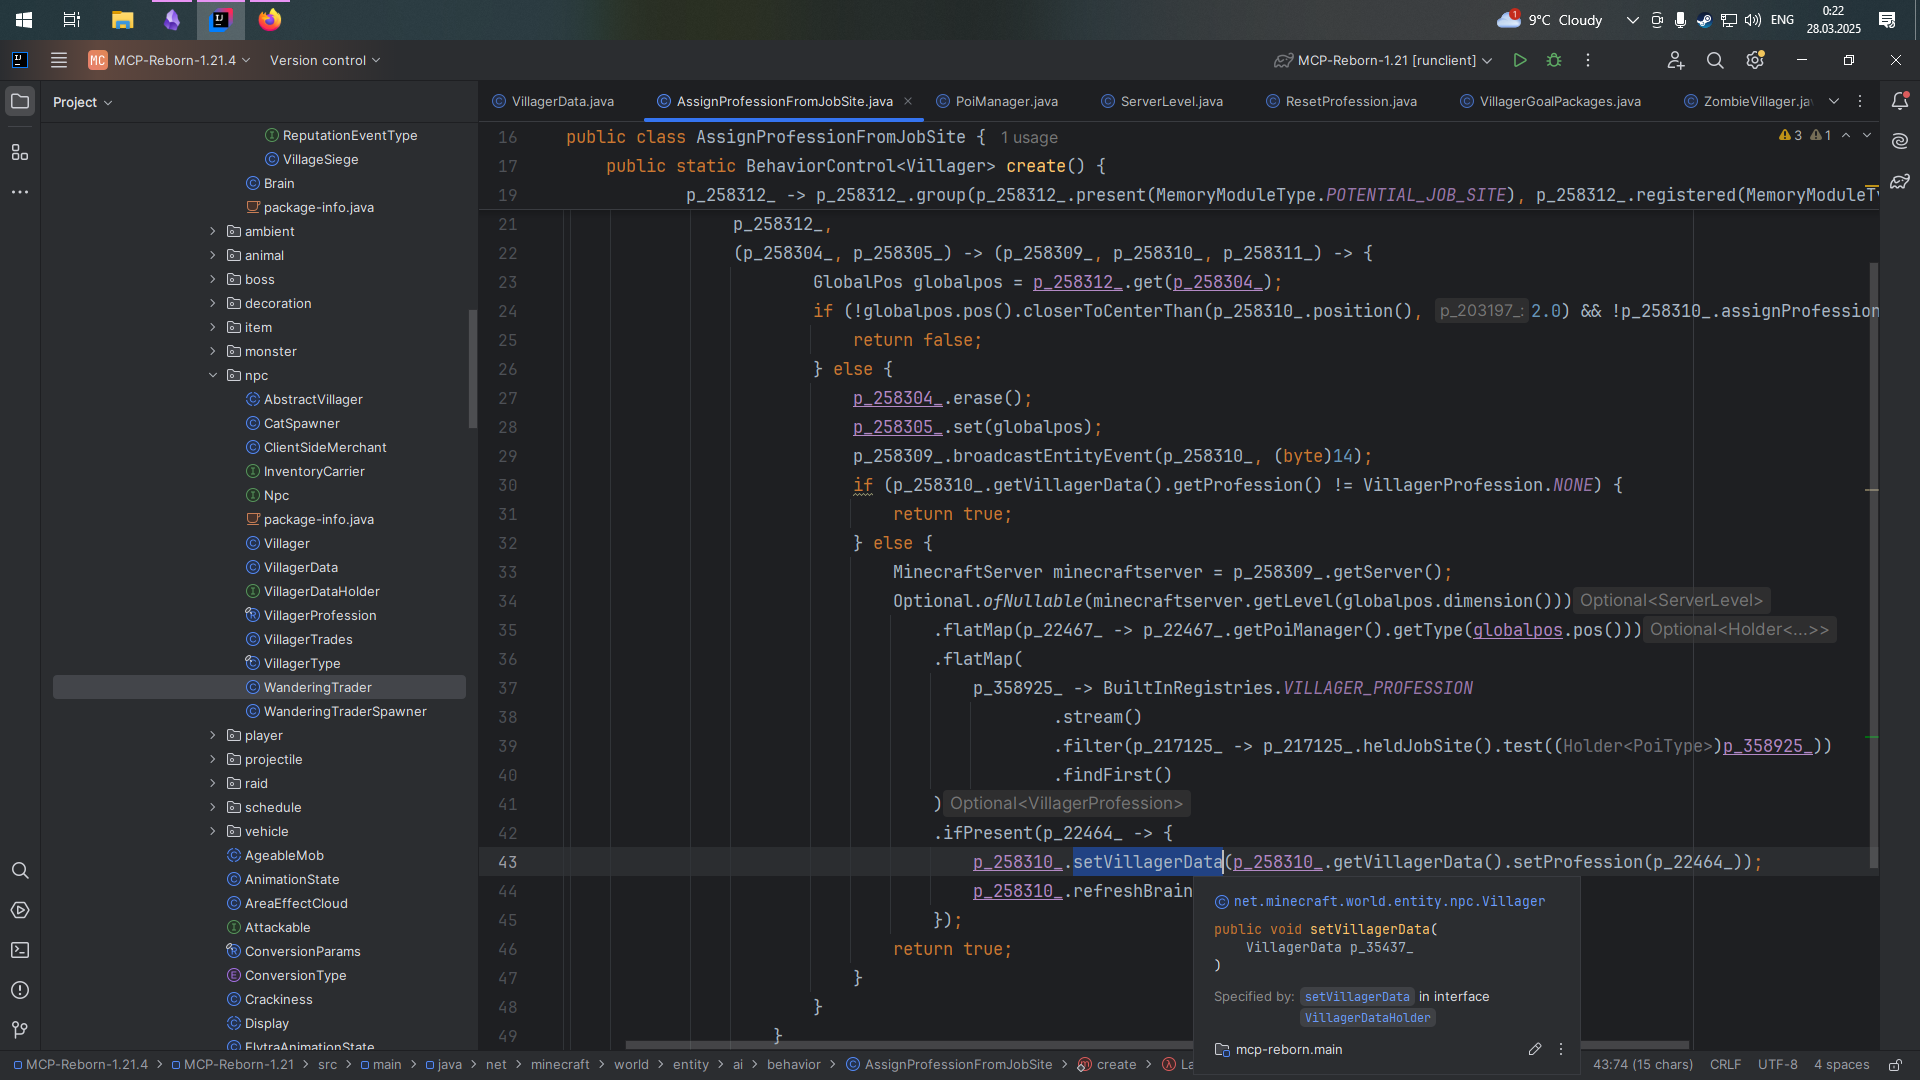 9°C Cloudy
ENG
0:22
28.03.2025
MC MCP-Reborn-1.21.4
Version control
MCP-Reborn-1.21 [runclient]
Project
VillagerData.java
AssignProfessionFromJobSite.java
PoiManager.java
ServerLevel.java
ResetProfession.java
VillagerGoalPackages.java
ZombieVillager.ja
ReputationEventType
VillageSiege
Brain
package-info.java
ambient
animal
boss
decoration
item
monster
npc
AbstractVillager
CatSpawner
ClientSideMerchant
InventoryCarrier
Npc
package-info.java
Villager
VillagerData
VillagerDataHolder
VillagerProfession
VillagerTrades
VillagerType
WanderingTrader
WanderingTraderSpawner
player
projectile
raid
schedule
vehicle
AgeableMob
AnimationState
AreaEffectCloud
Attackable
ConversionParams
ConversionType
Crackiness
Display
ElytraAnimationState
3 1
16 public class AssignProfessionFromJobSite { 1 usage
17 public static BehaviorControl<Villager> create() {
19 p_258312_ -> p_258312_.group(p_258312_.present(MemoryModuleType.POTENTIAL_JOB_SITE), p_258312_.registered(MemoryModuleTy
21 p_258312_,
22 (p_258304_, p_258305_) -> (p_258309_, p_258310_, p_258311_) -> {
23 GlobalPos globalpos = p_258312_.get(p_258304_);
24 if (!globalpos.pos().closerToCenterThan(p_258310_.position(), p_203197_: 2.0) && !p_258310_.assignProfession
25 return false;
26 } else {
27 p_258304_.erase();
28 p_258305_.set(globalpos);
29 p_258309_.broadcastEntityEvent(p_258310_, (byte)14);
30 if (p_258310_.getVillagerData().getProfession() != VillagerProfession.NONE) {
31 return true;
32 } else {
33 MinecraftServer minecraftserver = p_258309_.getServer();
34 Optional.ofNullable(minecraftserver.getLevel(globalpos.dimension())) Optional<ServerLevel>
35 .flatMap(p_22467_ -> p_22467_.getPoiManager().getType(globalpos.pos())) Optional<Holder<...>>
36 .flatMap(
37 p_358925_ -> BuiltInRegistries.VILLAGER_PROFESSION
38 .stream()
39 .filter(p_217125_ -> p_217125_.heldJobSite().test((Holder<PoiType>)p_358925_))
40 .findFirst()
41 ) Optional<VillagerProfession>
42 .ifPresent(p_22464_ -> {
43 p_258310_.setVillagerData(p_258310_.getVillagerData().setProfession(p_22464_));
44 p_258310_.refreshBrain
45 });
46 return true;
47 }
48 }
49 }
net.minecraft.world.entity.npc.Villager
public void setVillagerData(
VillagerData p_35437_
)
Specified by: setVillagerData in interface
VillagerDataHolder
mcp-reborn.main
MCP-Reborn-1.21.4 > MCP-Reborn-1.21 > src > main > java > net > minecraft > world > entity > ai > behavior > AssignProfessionFromJobSite > create > La
43:74 (15 chars) CRLF UTF-8 4 spaces